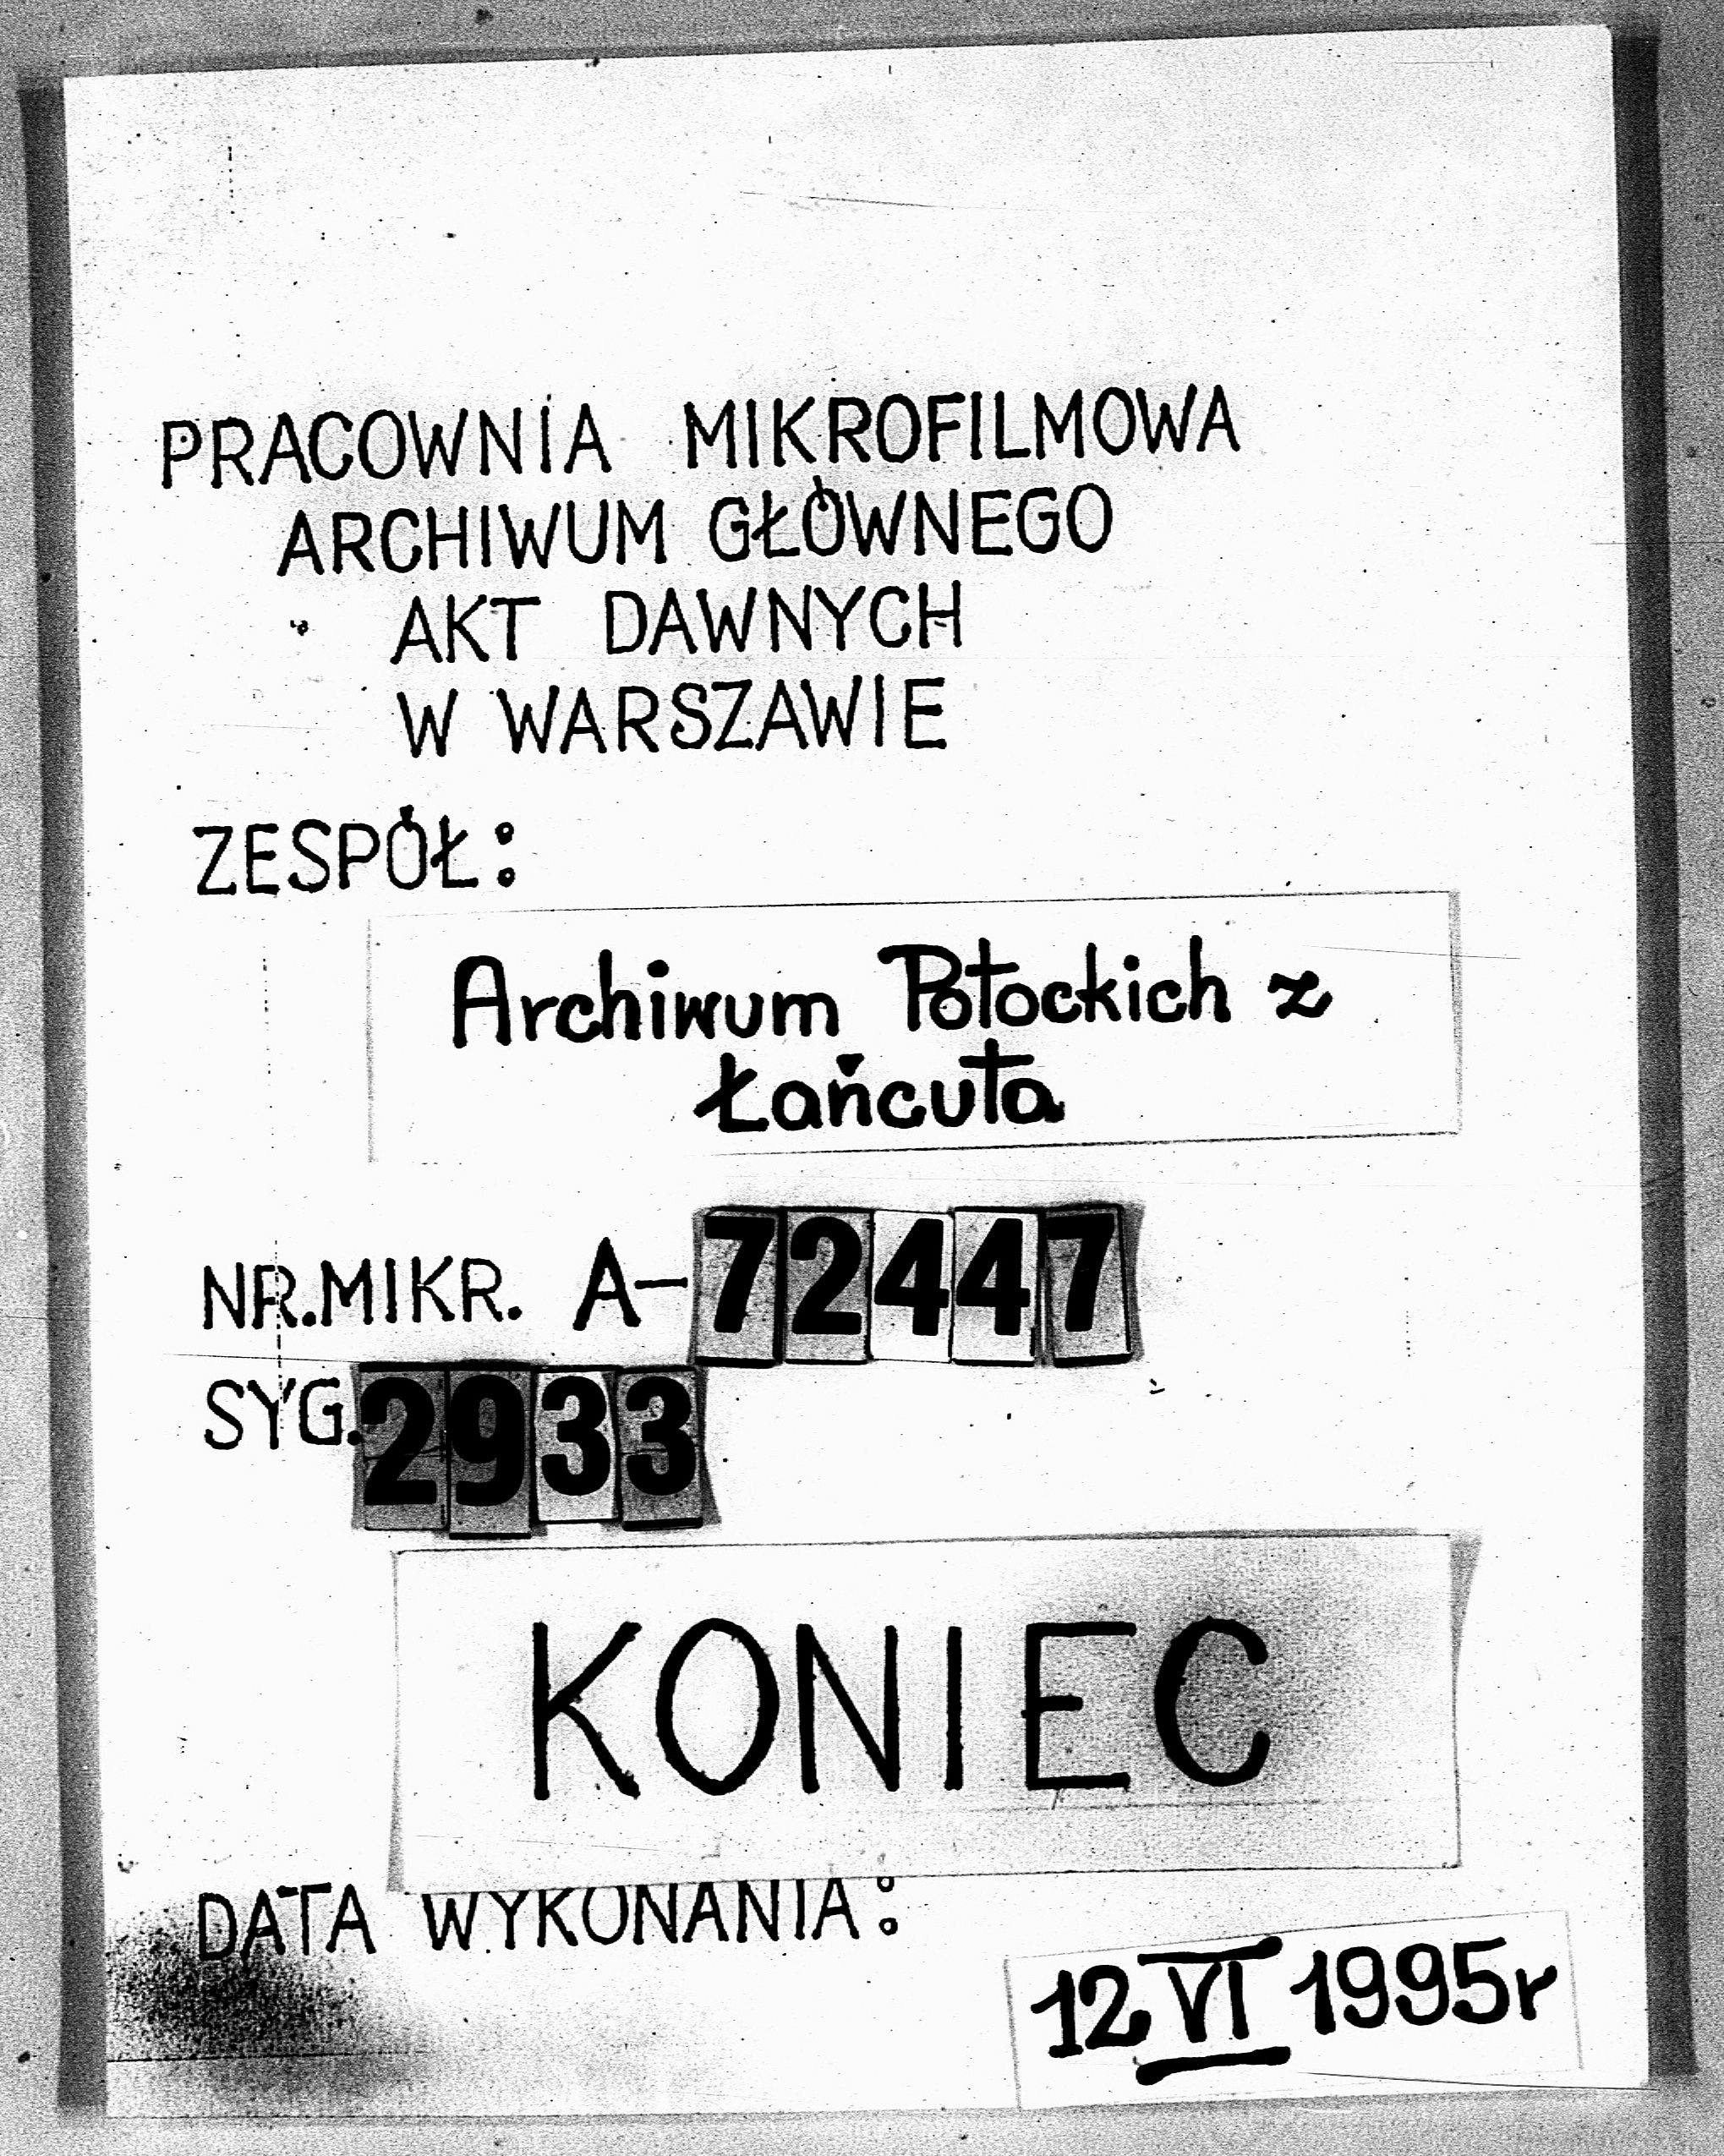 PRACOWNIA MIKROFILMOWA
ARCHIWUM GŁÓWNEGO
AKT DAWNYCH
W WARSZAWIE
ZESPÓŁ:
Archiwum Potockich z
Łańcuta
NR.MIKR. A-72447
SYG.2933
KONIEC
DATA WYKONANIA:
12 VI 1995r